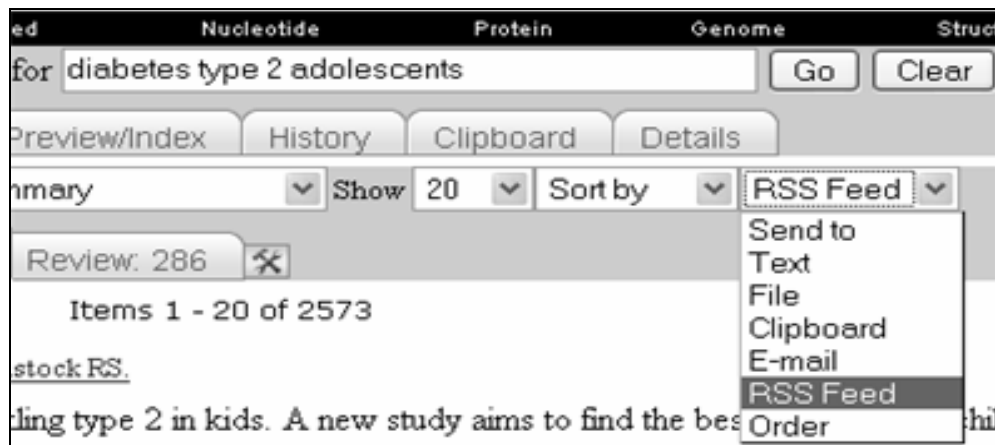 ed Nucleotide Protein Genome Struc
for diabetes type 2 adolescents Go Clear
Preview/Index History Clipboard Details
mmary Show 20 Sort by RSS Feed
Send to
Text
File
Clipboard
E-mail
RSS Feed
Order
Review: 286
Items 1 - 20 of 2573
stock RS.
ling type 2 in kids. A new study aims to find the bes chil